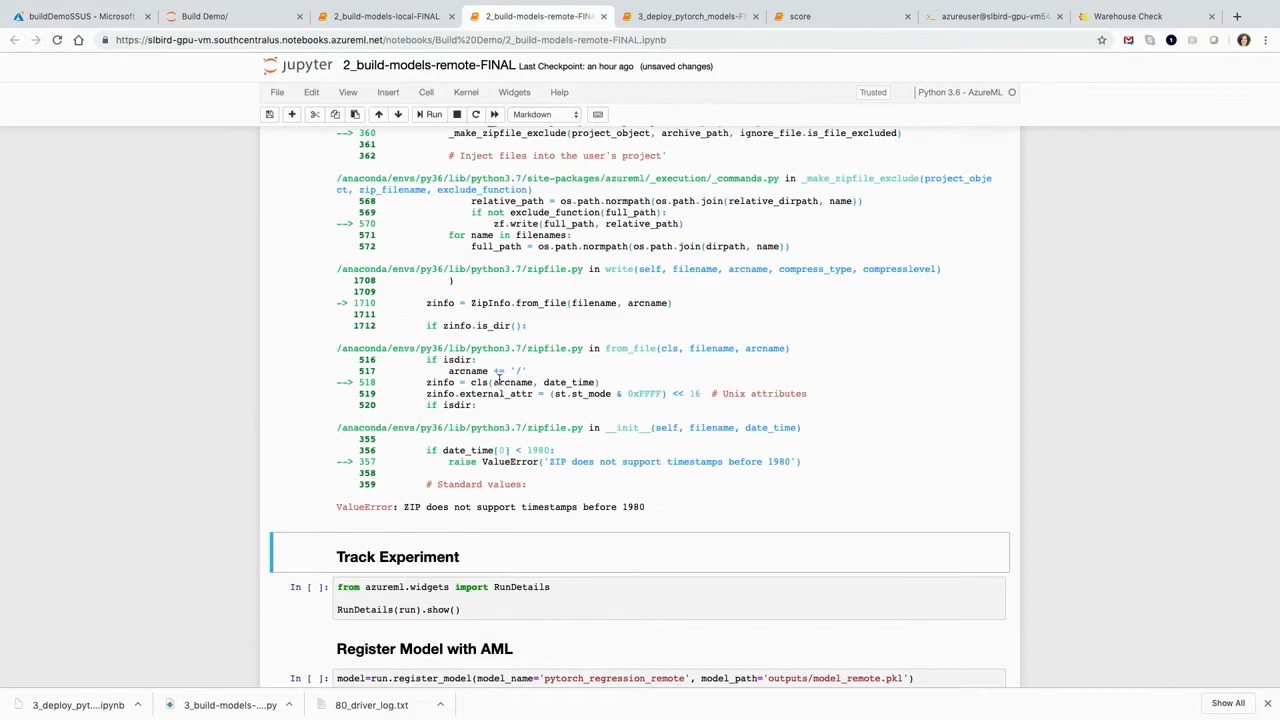 buildDemoSSUS - Microsoft
Build Demo/
2_build-models-local-FINAL
2_build-models-remote-FINAL
3_deploy_pytorch_models-F
score
azureuser@slbird-gpu-vm54
Warehouse Check
https://slbird-gpu-vm.southcentralus.notebooks.azureml.net/notebooks/Build%20Demo/2_build-models-remote-FINAL.ipynb
jupyter 2_build-models-remote-FINAL Last Checkpoint: an hour ago (unsaved changes)
File Edit View Insert Cell Kernel Widgets Help Trusted Python 3.6 - AzureML
Run Markdown
--> 360 _make_zipfile_exclude(project_object, archive_path, ignore_file.is_file_excluded)
361
362 # Inject files into the user's project'
/anaconda/envs/py36/lib/python3.7/site-packages/azureml/_execution/_commands.py in _make_zipfile_exclude(project_obje
ct, zip_filename, exclude_function)
568 relative_path = os.path.normpath(os.path.join(relative_dirpath, name))
569 if not exclude_function(full_path):
--> 570 zf.write(full_path, relative_path)
571 for name in filenames:
572 full_path = os.path.normpath(os.path.join(dirpath, name))
/anaconda/envs/py36/lib/python3.7/zipfile.py in write(self, filename, arcname, compress_type, compresslevel)
1708 )
1709
-> 1710 zinfo = ZipInfo.from_file(filename, arcname)
1711
1712 if zinfo.is_dir():
/anaconda/envs/py36/lib/python3.7/zipfile.py in from_file(cls, filename, arcname)
516 if isdir:
517 arcname += '/'
--> 518 zinfo = cls(arcname, date_time)
519 zinfo.external_attr = (st.st_mode & 0xFFFF) << 16 # Unix attributes
520 if isdir:
/anaconda/envs/py36/lib/python3.7/zipfile.py in __init__(self, filename, date_time)
355
356 if date_time[0] < 1980:
--> 357 raise ValueError('ZIP does not support timestamps before 1980')
358
359 # Standard values:
ValueError: ZIP does not support timestamps before 1980
Track Experiment
In [ ]: from azureml.widgets import RunDetails
RunDetails(run).show()
Register Model with AML
In [ ]: model=run.register_model(model_name='pytorch_regression_remote', model_path='outputs/model_remote.pkl')
3_deploy_pyt....ipynb
3_build-models-....py
80_driver_log.txt
Show All